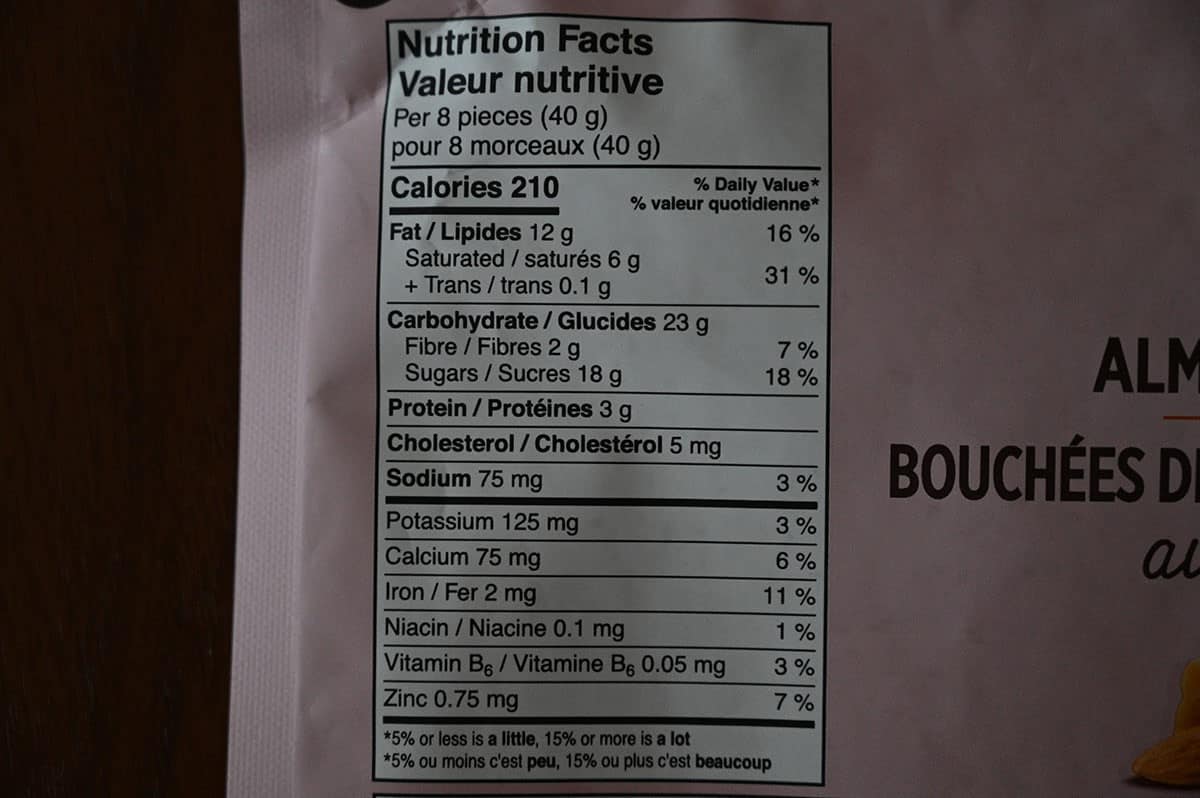 Nutrition Facts
Valeur nutritive
Per 8 pieces (40 g)
pour 8 morceaux (40 g)
Calories 210
% Daily Value*
% valeur quotidienne*
Fat / Lipides 12 g 16 %
Saturated / saturés 6 g
+ Trans / trans 0.1 g 31 %
Carbohydrate / Glucides 23 g
Fibre / Fibres 2 g 7 %
Sugars / Sucres 18 g 18 %
Protein / Protéines 3 g
Cholesterol / Cholestérol 5 mg
Sodium 75 mg 3 %
Potassium 125 mg 3 %
Calcium 75 mg 6 %
Iron / Fer 2 mg 11 %
Niacin / Niacine 0.1 mg 1 %
Vitamin B6 / Vitamine B6 0.05 mg 3 %
Zinc 0.75 mg 7 %
*5% or less is a little, 15% or more is a lot
*5% ou moins c'est peu, 15% ou plus c'est beaucoup
ALM
BOUCHÉES D
au